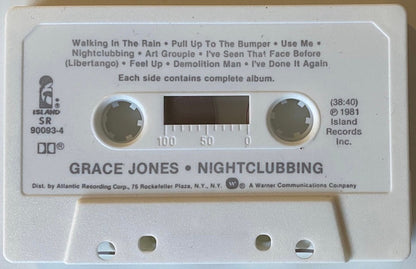 Walking In The Rain • Pull Up To The Bumper • Use Me •
Nightclubbing • Art Groupie • I've Seen That Face Before
(Libertango) • Feel Up • Demolition Man • I've Done It Again
Each side contains complete album.
ISLAND
SR
90093-4
(38:40)
℗ 1981
Island
Records
Inc.
100 50 0
GRACE JONES • NIGHTCLUBBING
Dist. by Atlantic Recording Corp., 75 Rockefeller Plaza, N.Y., N.Y. W A Warner Communications Company